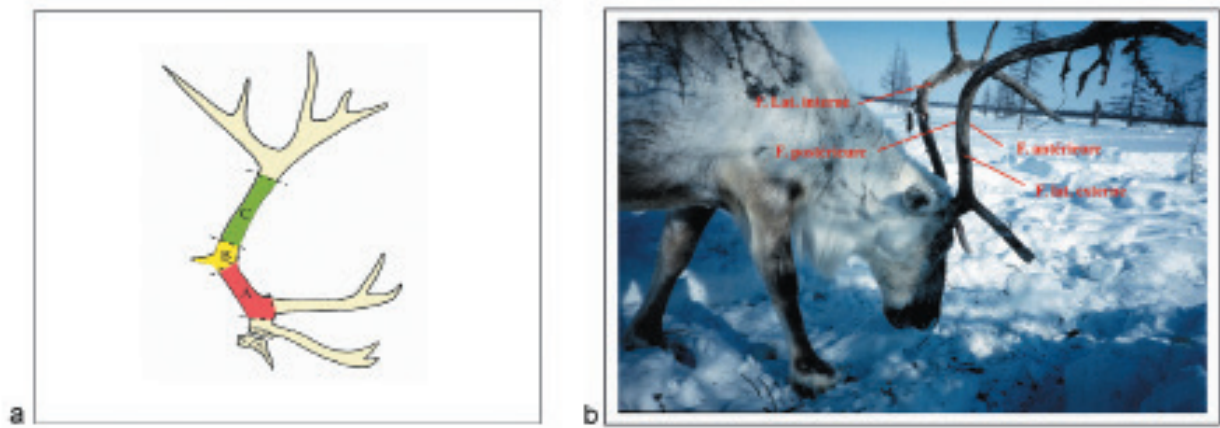 C
B
A
a
F. Lat. interne
F. postérieure
F. antérieure
F. lat. externe
b